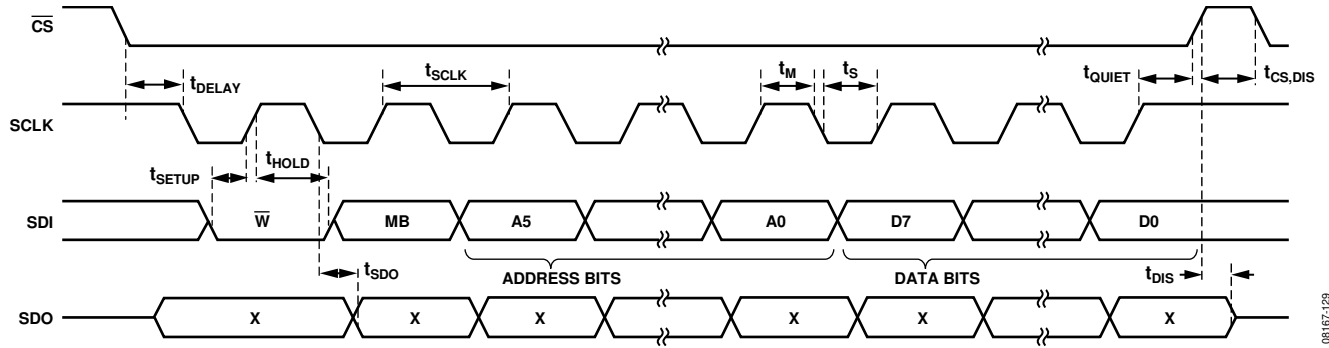 CS
tDELAY
tSCLK
tM
tS
tQUIET
tCS,DIS
SCLK
tSETUP
tHOLD
SDI
W
MB
A5
A0
D7
D0
tSDO
ADDRESS BITS
DATA BITS
tDIS
SDO
X
X
X
X
X
X
08167-129